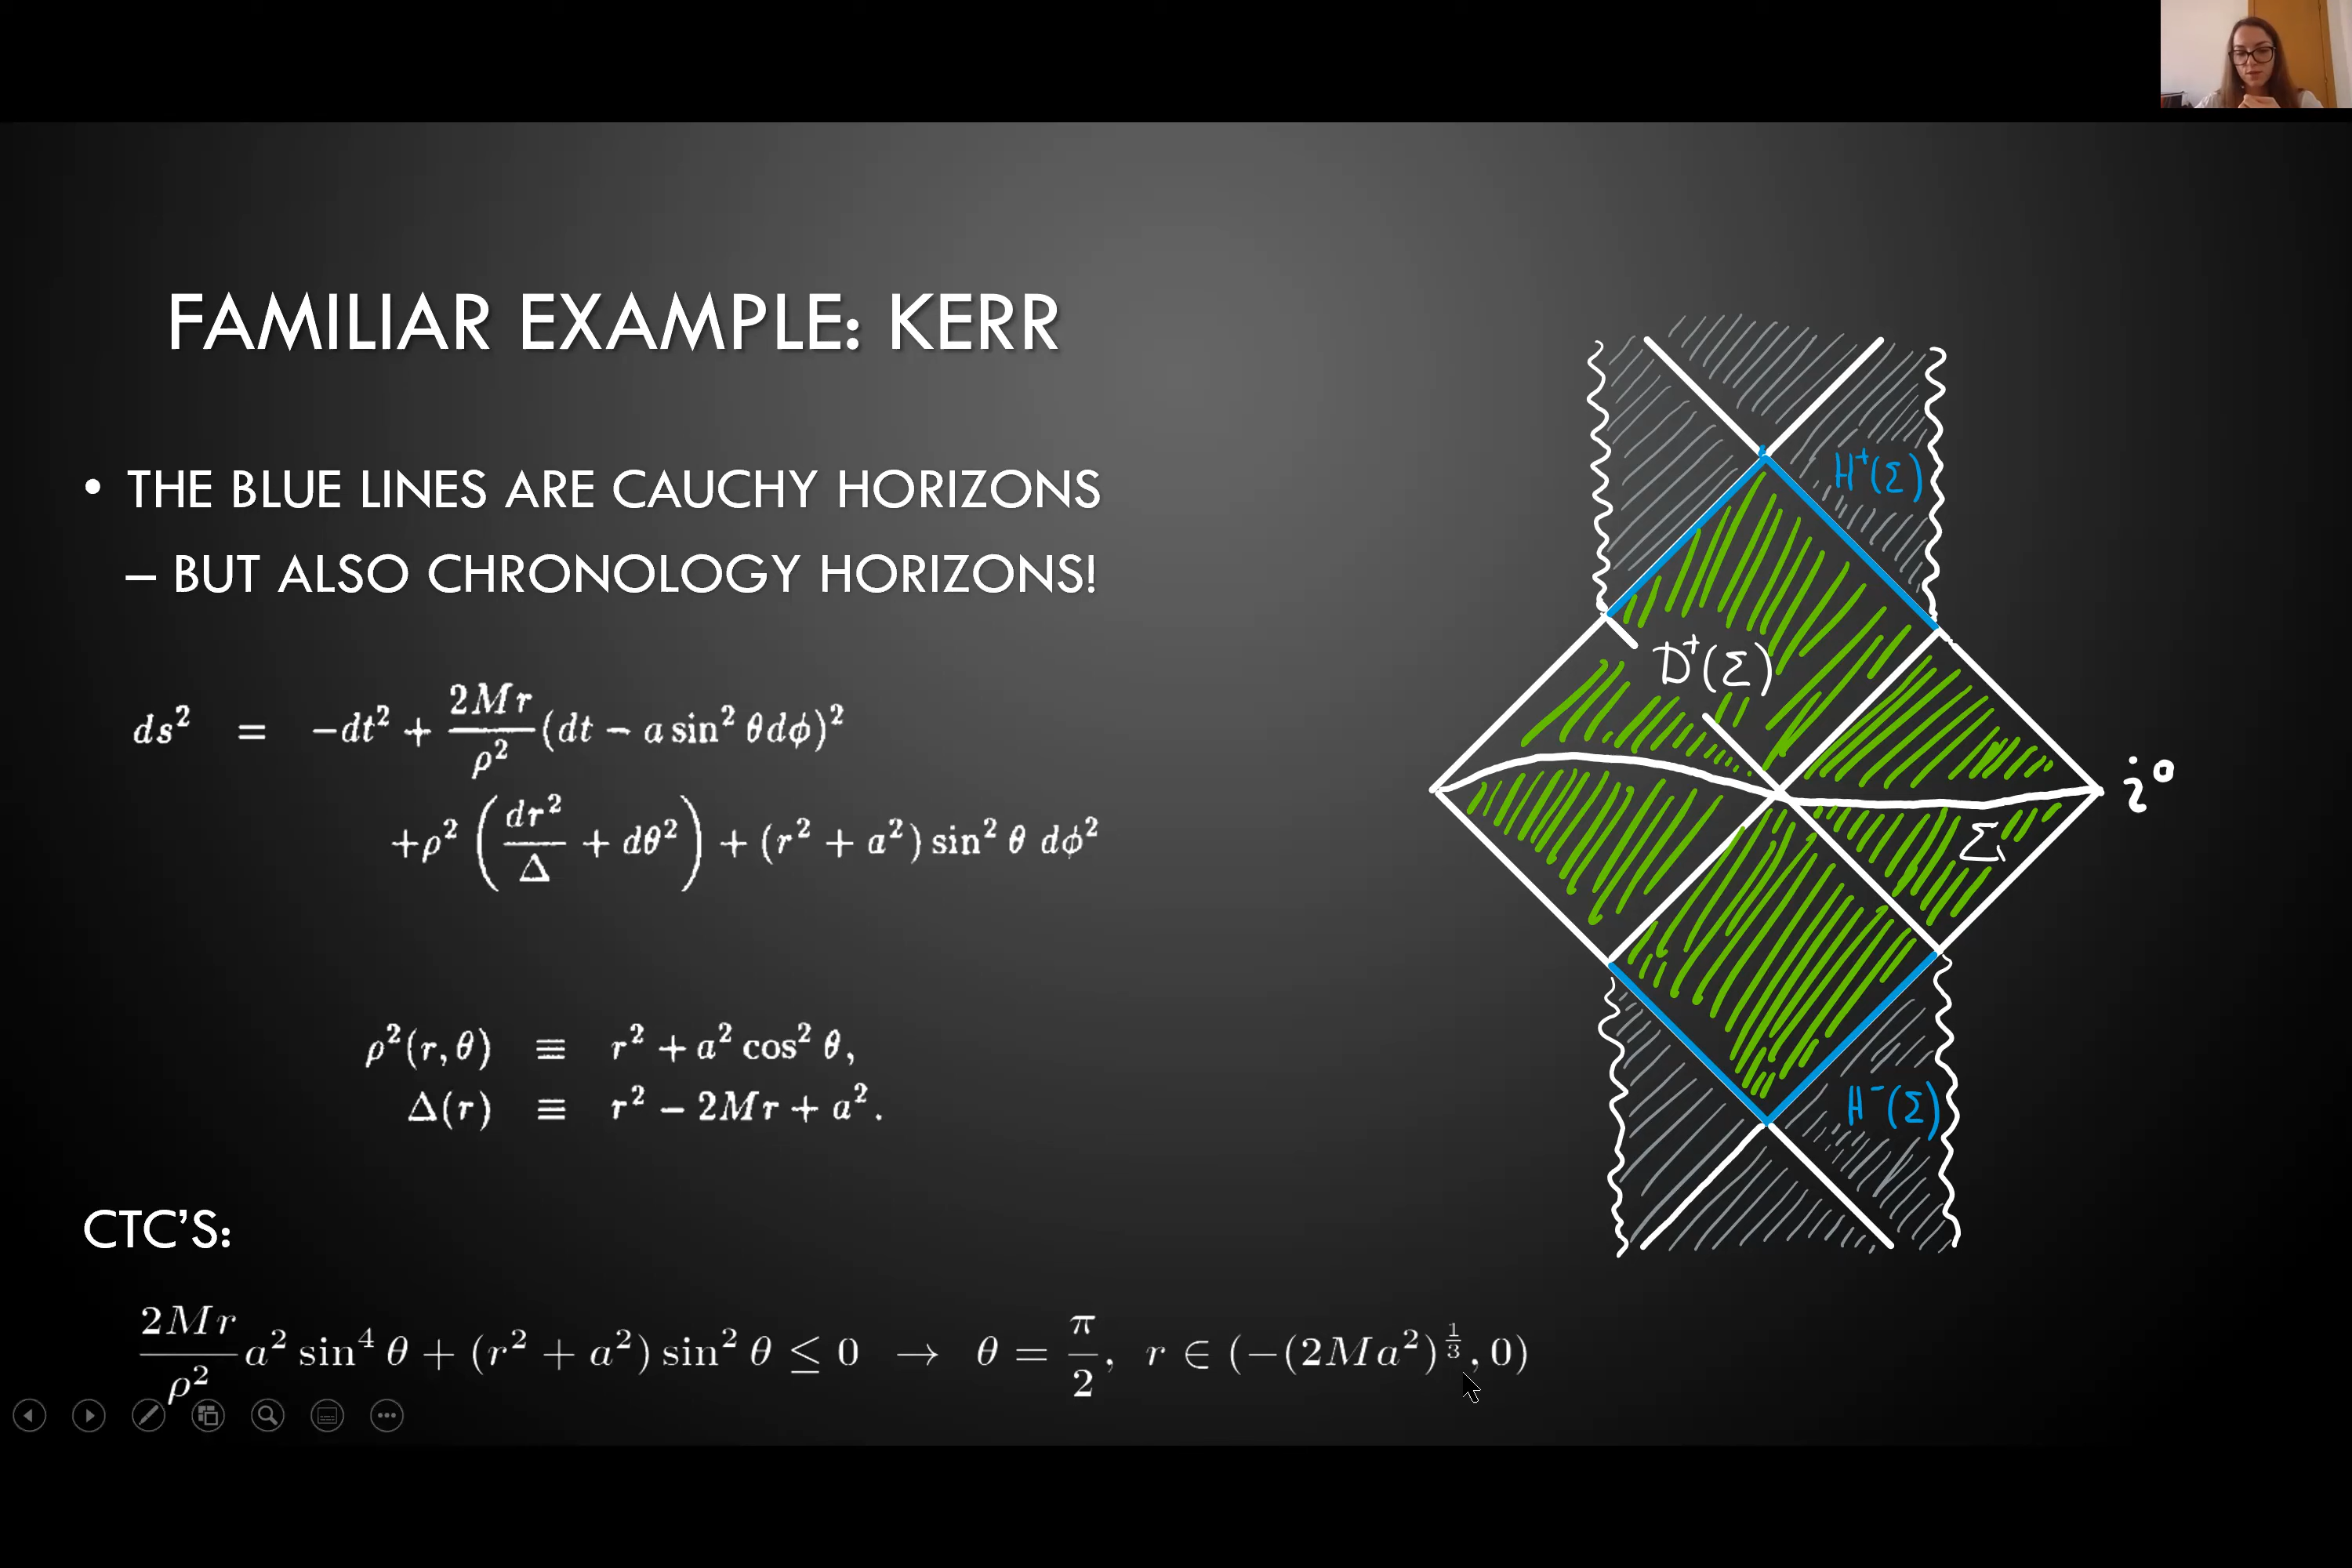 FAMILIAR EXAMPLE: KERR
• THE BLUE LINES ARE CAUCHY HORIZONS
– BUT ALSO CHRONOLOGY HORIZONS!
ds² = −dt² + 2Mr/ρ² (dt − a sin² θdϕ)²
+ρ² (dr²/Δ + dθ²) + (r² + a²) sin² θ dϕ²
ρ²(r, θ) ≡ r² + a² cos² θ,
Δ(r) ≡ r² − 2Mr + a².
CTC'S:
2Mr/ρ² a² sin⁴ θ + (r² + a²) sin² θ ≤ 0 → θ = π/2, r ∈ (−(2Ma²)^{1/3}, 0)
H⁺(Σ)
D⁺(Σ)
i⁰
Σ
H⁻(Σ)